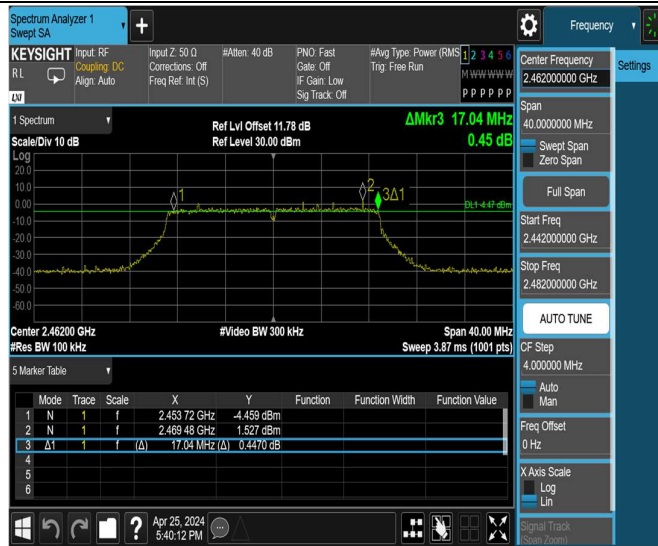 Spectrum Analyzer 1
Swept SA
+
Frequency
KEYSIGHT
RL
LXI
Input: RF
Coupling: DC
Align: Auto
Input Z: 50 Ω
Corrections: Off
Freq Ref: Int (S)
#Atten: 40 dB
PNO: Fast
Gate: Off
IF Gain: Low
Sig Track: Off
#Avg Type: Power (RMS
Trig: Free Run
1 2 3 4 5 6
M W W W W W
P P P P P P
1 Spectrum
Scale/Div 10 dB
Ref Lvl Offset 11.78 dB
Ref Level 30.00 dBm
ΔMkr3 17.04 MHz
0.45 dB
Log
20.0
10.0
0.00
-10.0
-20.0
-30.0
-40.0
-50.0
-60.0
1
2
3Δ1
DL1 -4.47 dBm
Center 2.46200 GHz
#Video BW 300 kHz
Span 40.00 MHz
#Res BW 100 kHz
Sweep 3.87 ms (1001 pts)
5 Marker Table
Mode Trace Scale X Y Function Function Width Function Value
1 N 1 f 2.453 72 GHz -4.459 dBm
2 N 1 f 2.469 48 GHz 1.527 dBm
3 Δ1 1 f (Δ) 17.04 MHz (Δ) 0.4470 dB
4
5
6
?
Apr 25, 2024
5:40:12 PM
Center Frequency
2.462000000 GHz
Settings
Span
40.0000000 MHz
Swept Span
Zero Span
Full Span
Start Freq
2.442000000 GHz
Stop Freq
2.482000000 GHz
AUTO TUNE
CF Step
4.000000 MHz
Auto
Man
Freq Offset
0 Hz
X Axis Scale
Log
Lin
Signal Track
(Span Zoom)